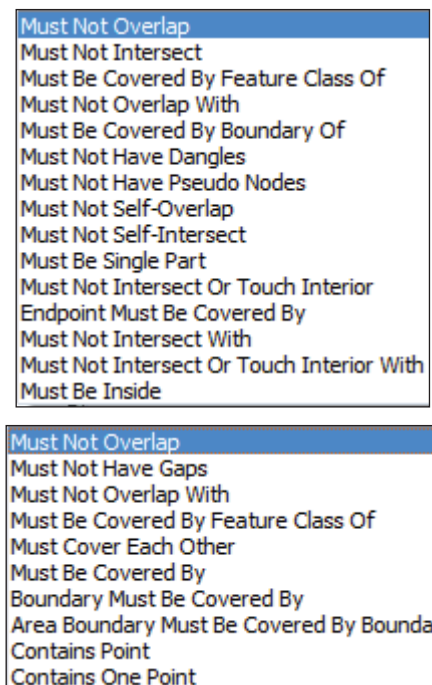 Must Not Overlap
Must Not Intersect
Must Be Covered By Feature Class Of
Must Not Overlap With
Must Be Covered By Boundary Of
Must Not Have Dangles
Must Not Have Pseudo Nodes
Must Not Self-Overlap
Must Not Self-Intersect
Must Be Single Part
Must Not Intersect Or Touch Interior
Endpoint Must Be Covered By
Must Not Intersect With
Must Not Intersect Or Touch Interior With
Must Be Inside
Must Not Overlap
Must Not Have Gaps
Must Not Overlap With
Must Be Covered By Feature Class Of
Must Cover Each Other
Must Be Covered By
Boundary Must Be Covered By
Area Boundary Must Be Covered By Bounda
Contains Point
Contains One Point